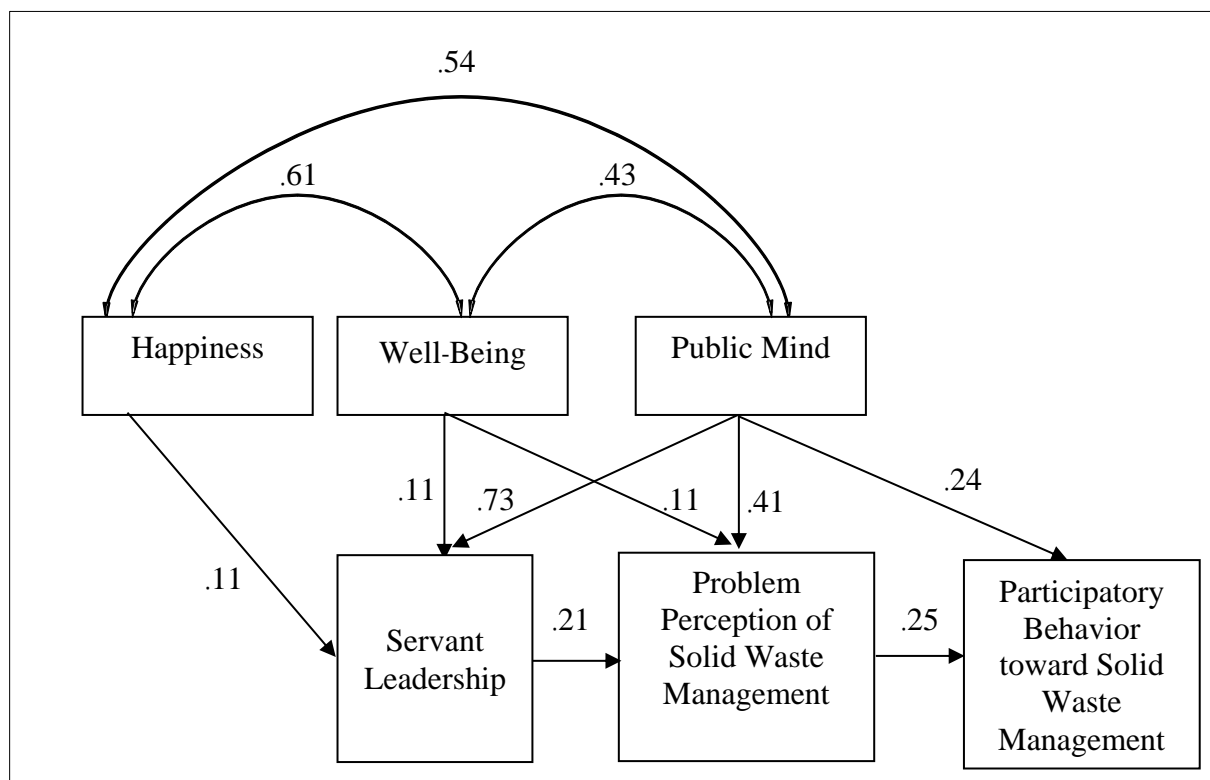 .54
.61
.43
Happiness
Well-Being
Public Mind
.11
.73
.11
.41
.24
.11
Servant
Leadership
.21
Problem
Perception of
Solid Waste
Management
.25
Participatory
Behavior
toward Solid
Waste
Management